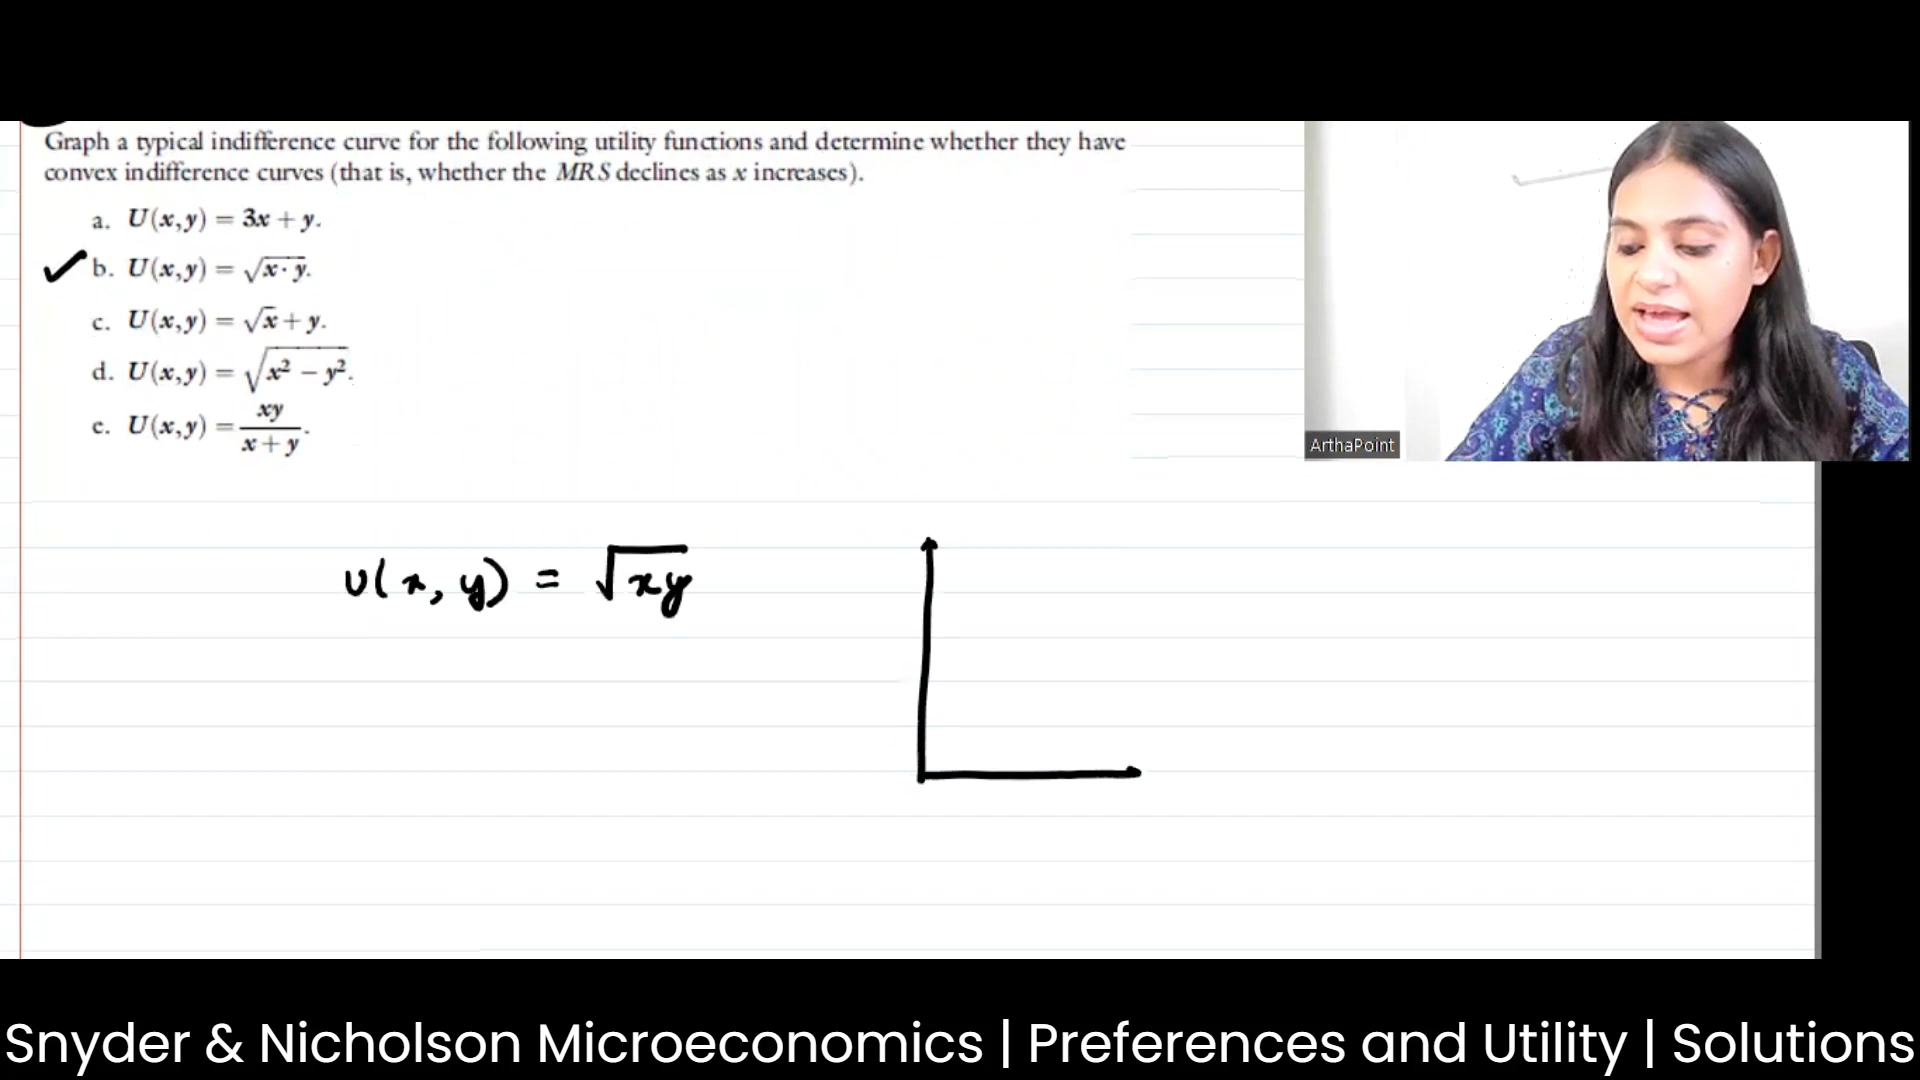 Graph a typical indifference curve for the following utility functions and determine whether they have
convex indifference curves (that is, whether the MRS declines as x increases).
a. U(x,y) = 3x + y.
✓ b. U(x,y) = √(x · y).
c. U(x,y) = √x + y.
d. U(x,y) = √(x² − y²).
e. U(x,y) = xy / (x + y).
ArthaPoint
U(x, y) = √(xy)
Snyder & Nicholson Microeconomics | Preferences and Utility | Solutions